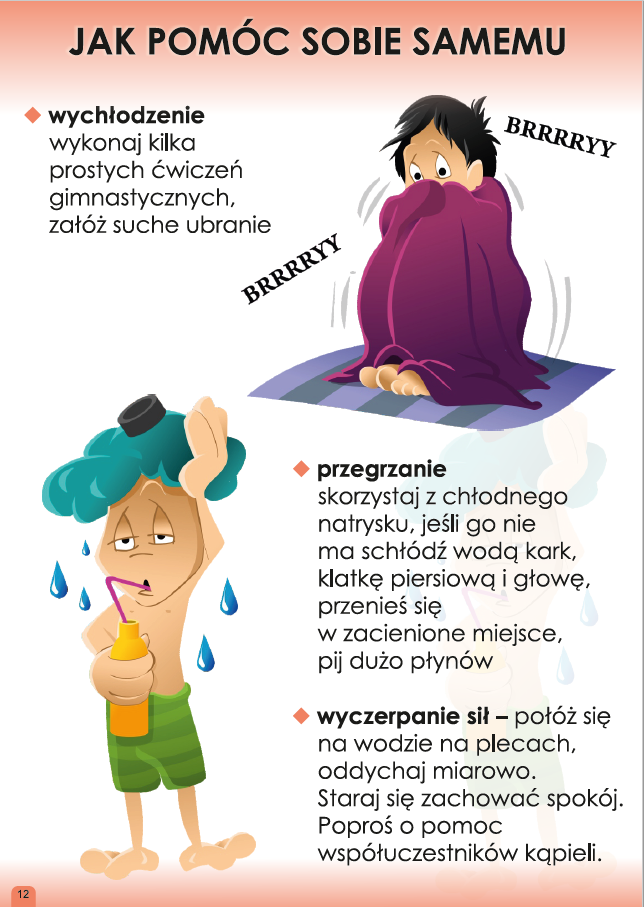 JAK POMÓC SOBIE SAMEMU
◆ wychłodzenie
wykonaj kilka
prostych ćwiczeń
gimnastycznych,
załóż suche ubranie
BRRRRYY
BRRRRYY
◆ przegrzanie
skorzystaj z chłodnego
natrysku, jeśli go nie
ma schłódź wodą kark,
klatkę piersiową i głowę,
przenieś się
w zacienione miejsce,
pij dużo płynów
◆ wyczerpanie sił – połóż się
na wodzie na plecach,
oddychaj miarowo.
Staraj się zachować spokój.
Poproś o pomoc
współuczestników kąpieli.
12